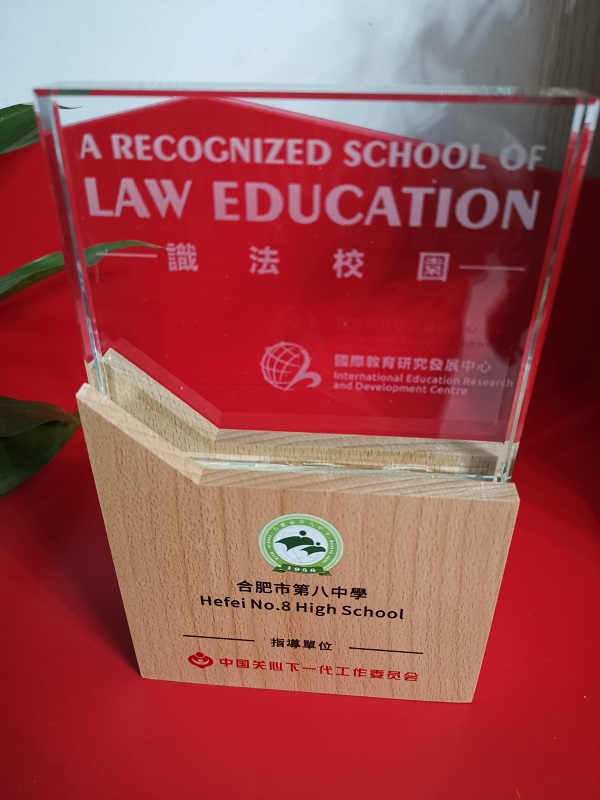 A RECOGNIZED SCHOOL OF
LAW EDUCATION
識法校園
國際教育研究發展中心
International Education Research
and Development Centre
1956
合肥市第八中學
Hefei No.8 High School
指導單位
中国关心下一代工作委员会